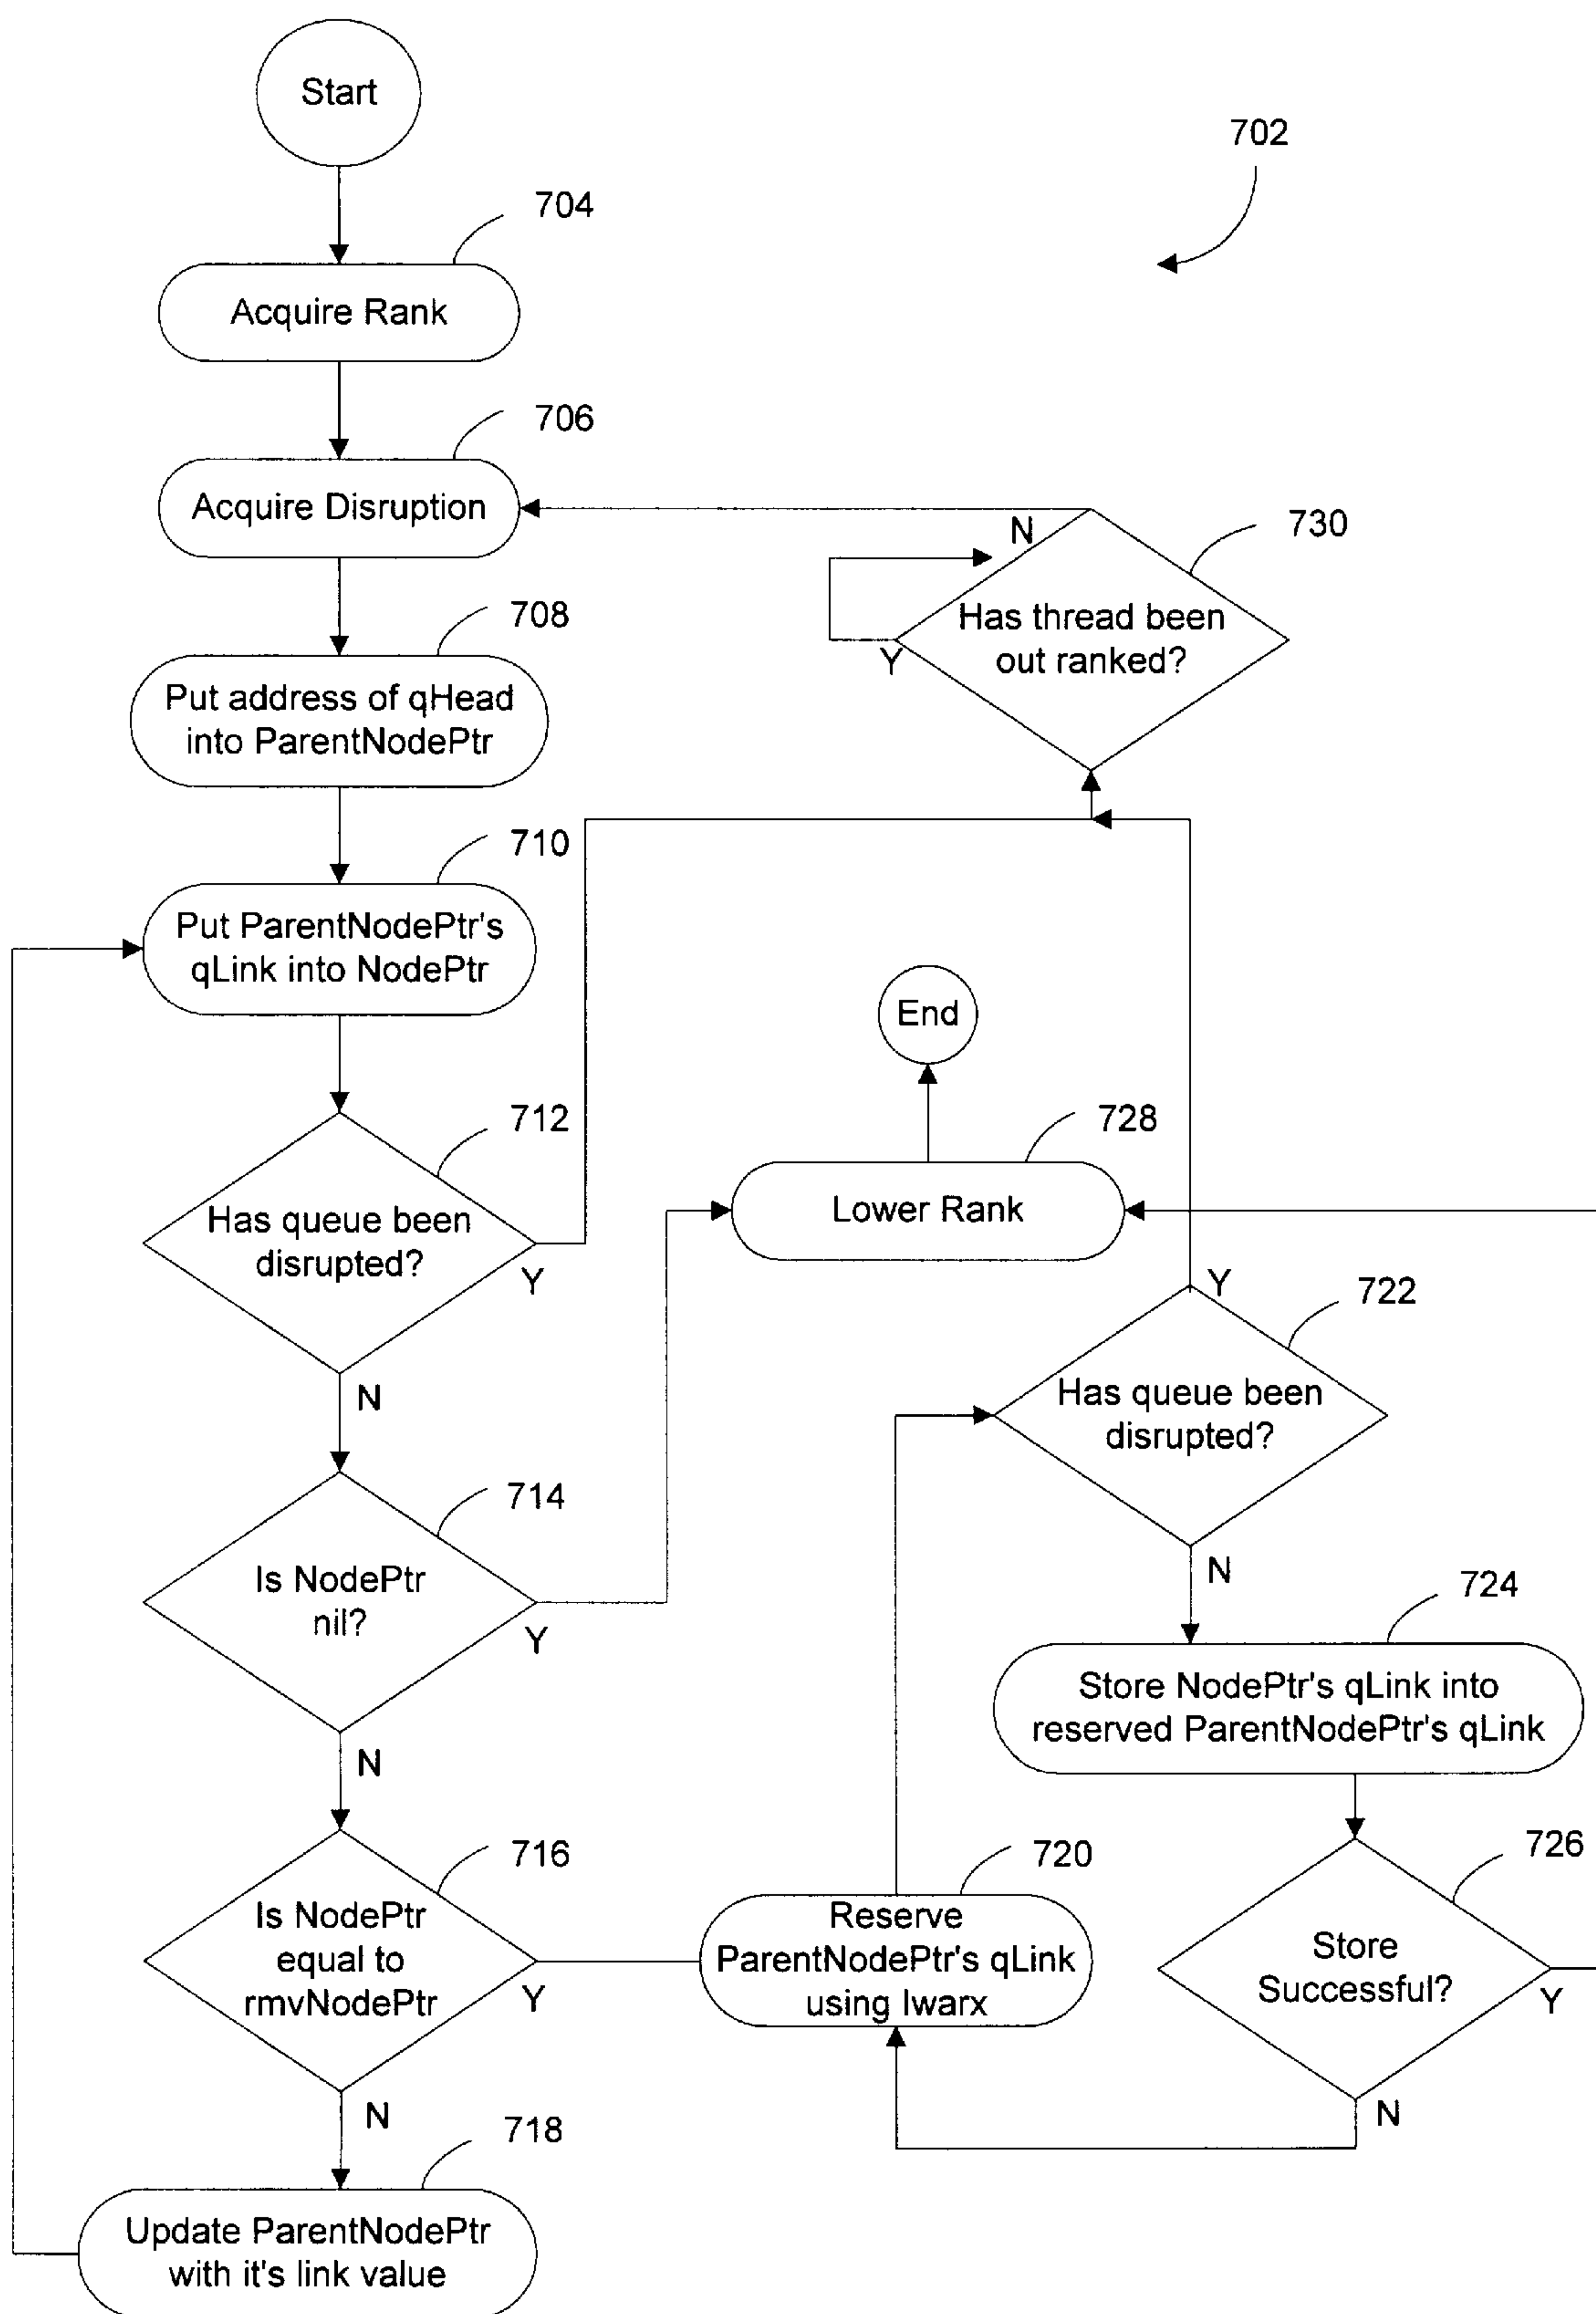 Start
702
704
Acquire Rank
706
Acquire Disruption
N
730
Has thread been
out ranked?
Y
708
Put address of qHead
into ParentNodePtr
710
Put ParentNodePtr's
qLink into NodePtr
End
712
Has queue been
disrupted?
Y
N
728
Lower Rank
Y
722
Has queue been
disrupted?
N
714
Is NodePtr
nil?
Y
N
724
Store NodePtr's qLink into
reserved ParentNodePtr's qLink
716
Is NodePtr
equal to
rmvNodePtr
Y
N
720
Reserve
ParentNodePtr's qLink
using lwarx
726
Store
Successful?
Y
N
718
Update ParentNodePtr
with it's link value